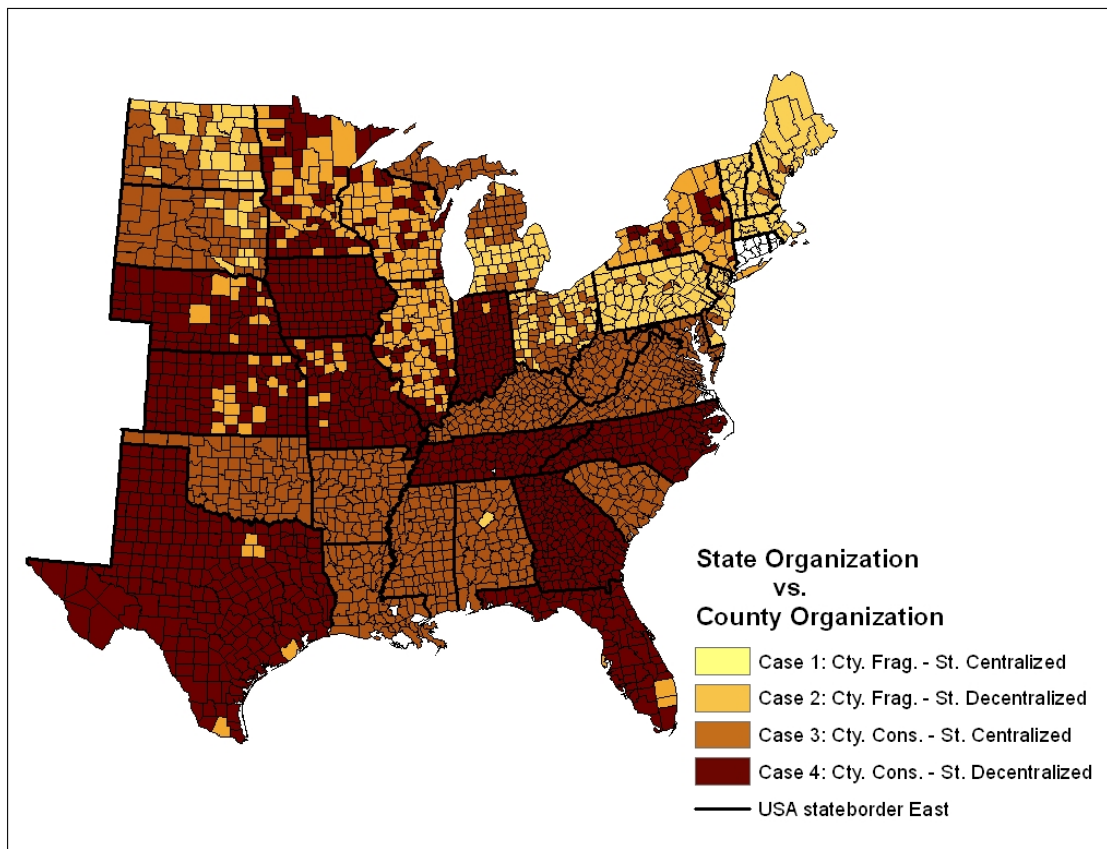 State Organization
vs.
County Organization
Case 1: Cty. Frag. - St. Centralized
Case 2: Cty. Frag. - St. Decentralized
Case 3: Cty. Cons. - St. Centralized
Case 4: Cty. Cons. - St. Decentralized
USA stateborder East